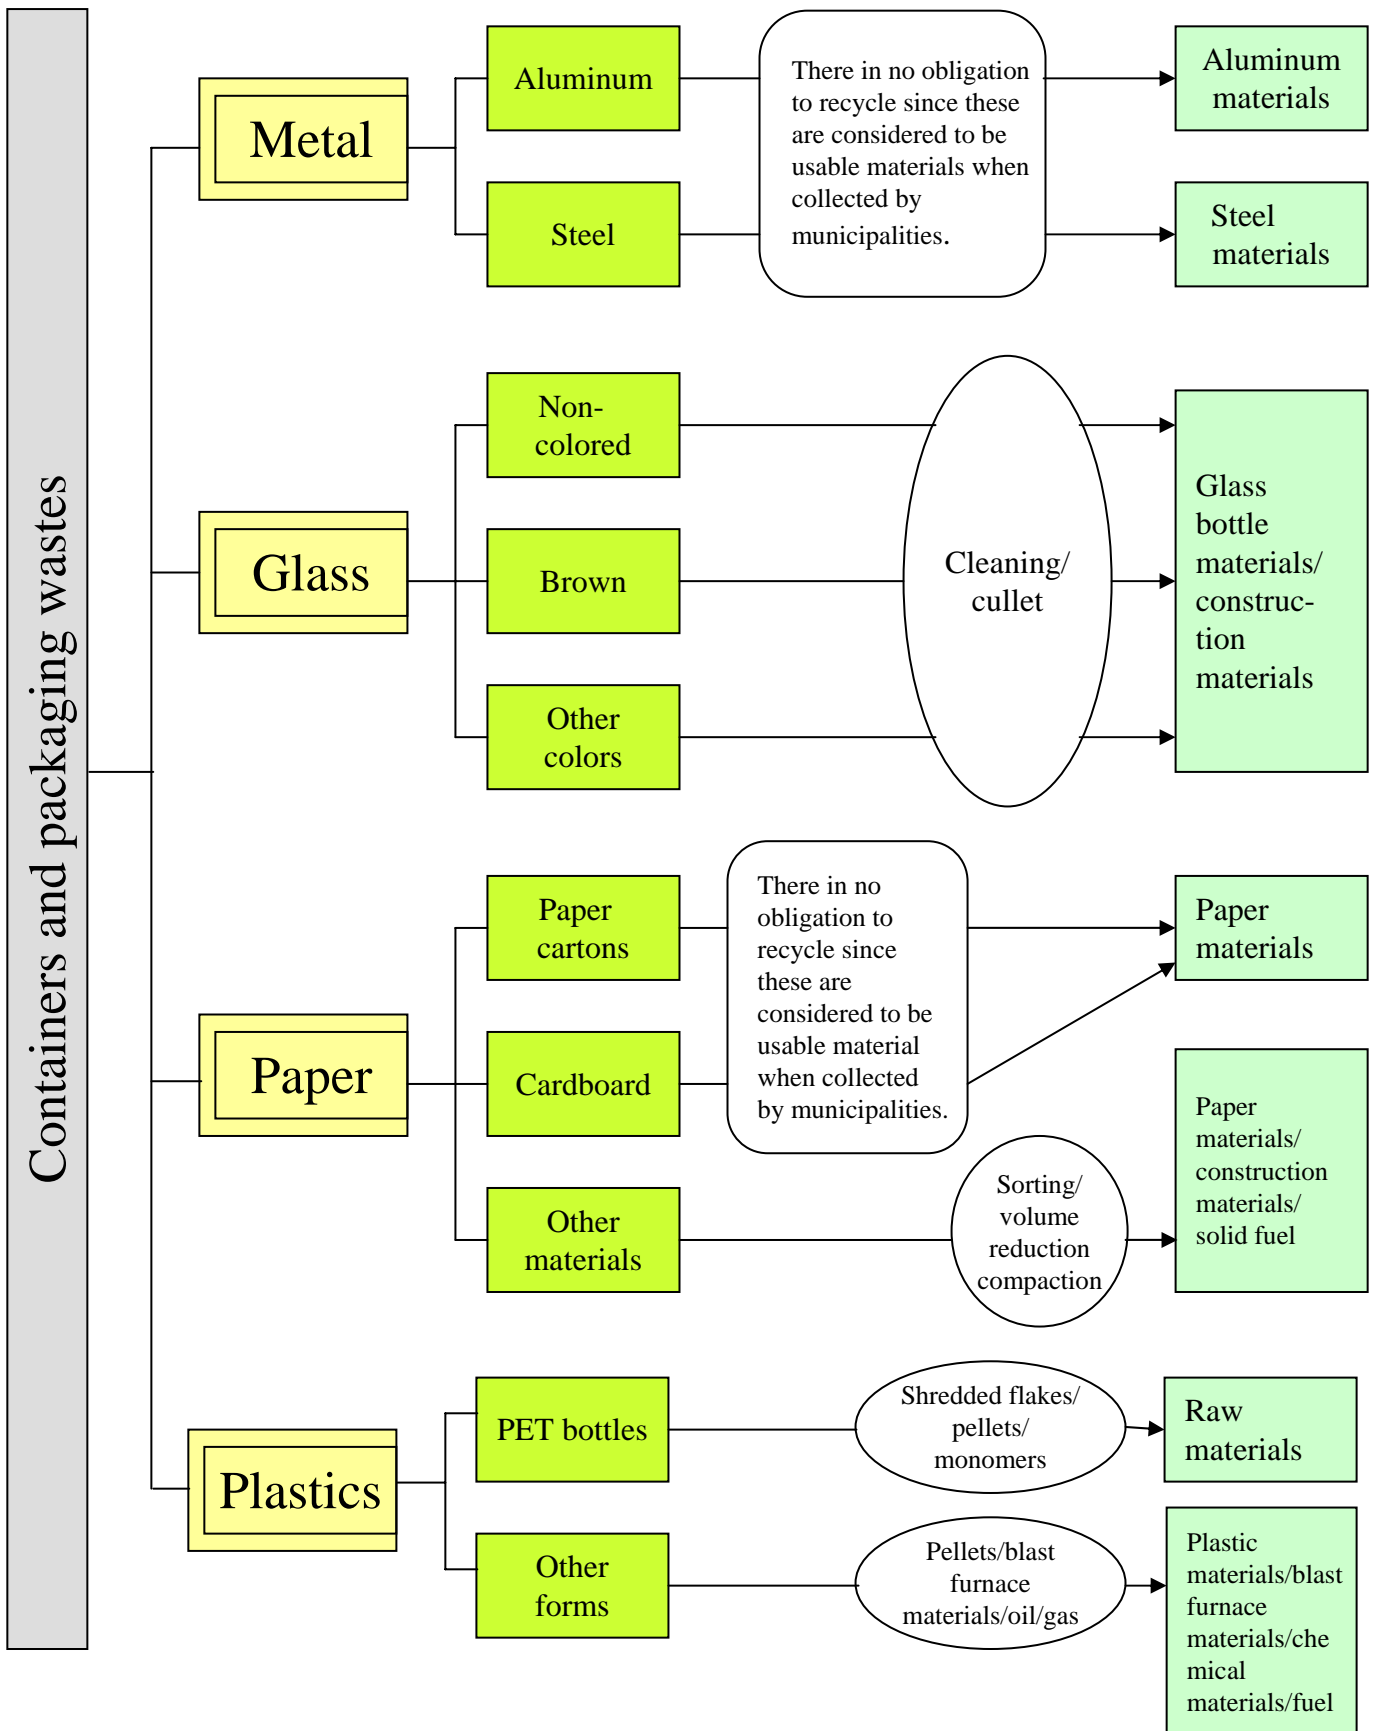 Containers and packaging wastes
Metal
Aluminum
Steel
There in no obligation
to recycle since these
are considered to be
usable materials when
collected by
municipalities.
Aluminum
materials
Steel
materials
Glass
Non-
colored
Brown
Other
colors
Cleaning/
cullet
Glass
bottle
materials/
construc-
tion
materials
Paper
Paper
cartons
Cardboard
Other
materials
There in no
obligation to
recycle since
these are
considered to be
usable material
when collected
by municipalities.
Sorting/
volume
reduction
compaction
Paper
materials
Paper
materials/
construction
materials/
solid fuel
Plastics
PET bottles
Other
forms
Shredded flakes/
pellets/
monomers
Pellets/blast
furnace
materials/oil/gas
Raw
materials
Plastic
materials/blast
furnace
materials/che
mical
materials/fuel